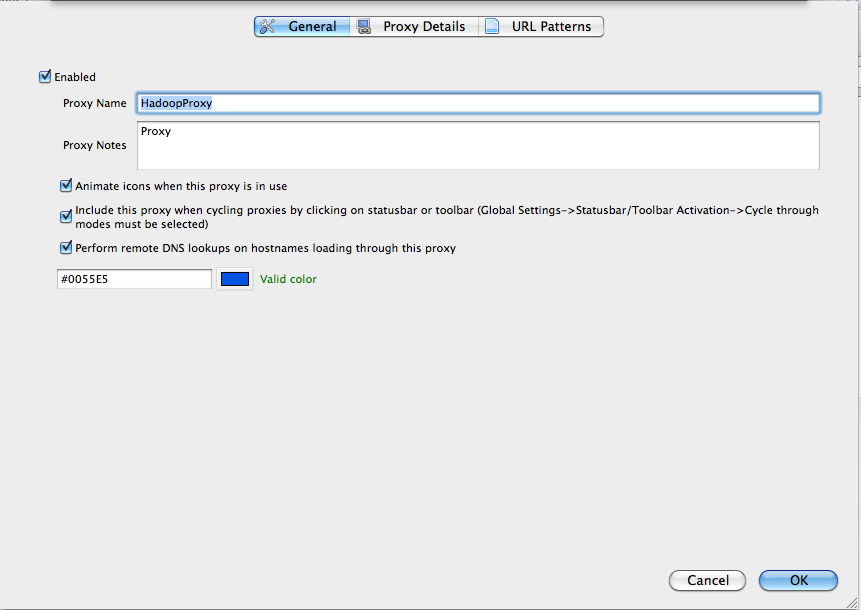 General Proxy Details URL Patterns
Enabled
Proxy Name HadoopProxy
Proxy Notes Proxy
Animate icons when this proxy is in use
Include this proxy when cycling proxies by clicking on statusbar or toolbar (Global Settings->Statusbar/Toolbar Activation->Cycle through
modes must be selected)
Perform remote DNS lookups on hostnames loading through this proxy
#0055E5 Valid color
Cancel OK